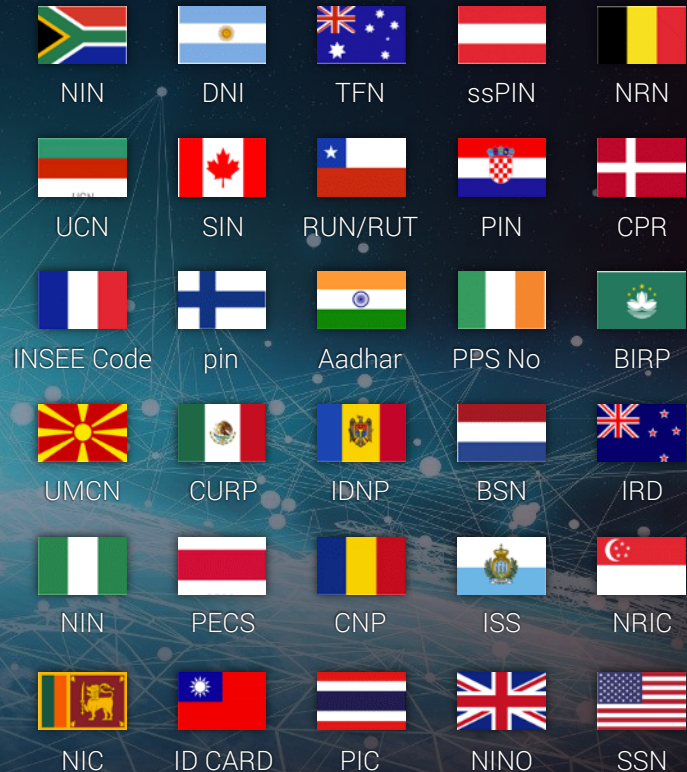 NIN DNI TFN ssPIN NRN
UCN SIN RUN/RUT PIN CPR
INSEE Code pin Aadhar PPS No BIRP
UMCN CURP IDNP BSN IRD
NIN PECS CNP ISS NRIC
NIC ID CARD PIC NINO SSN